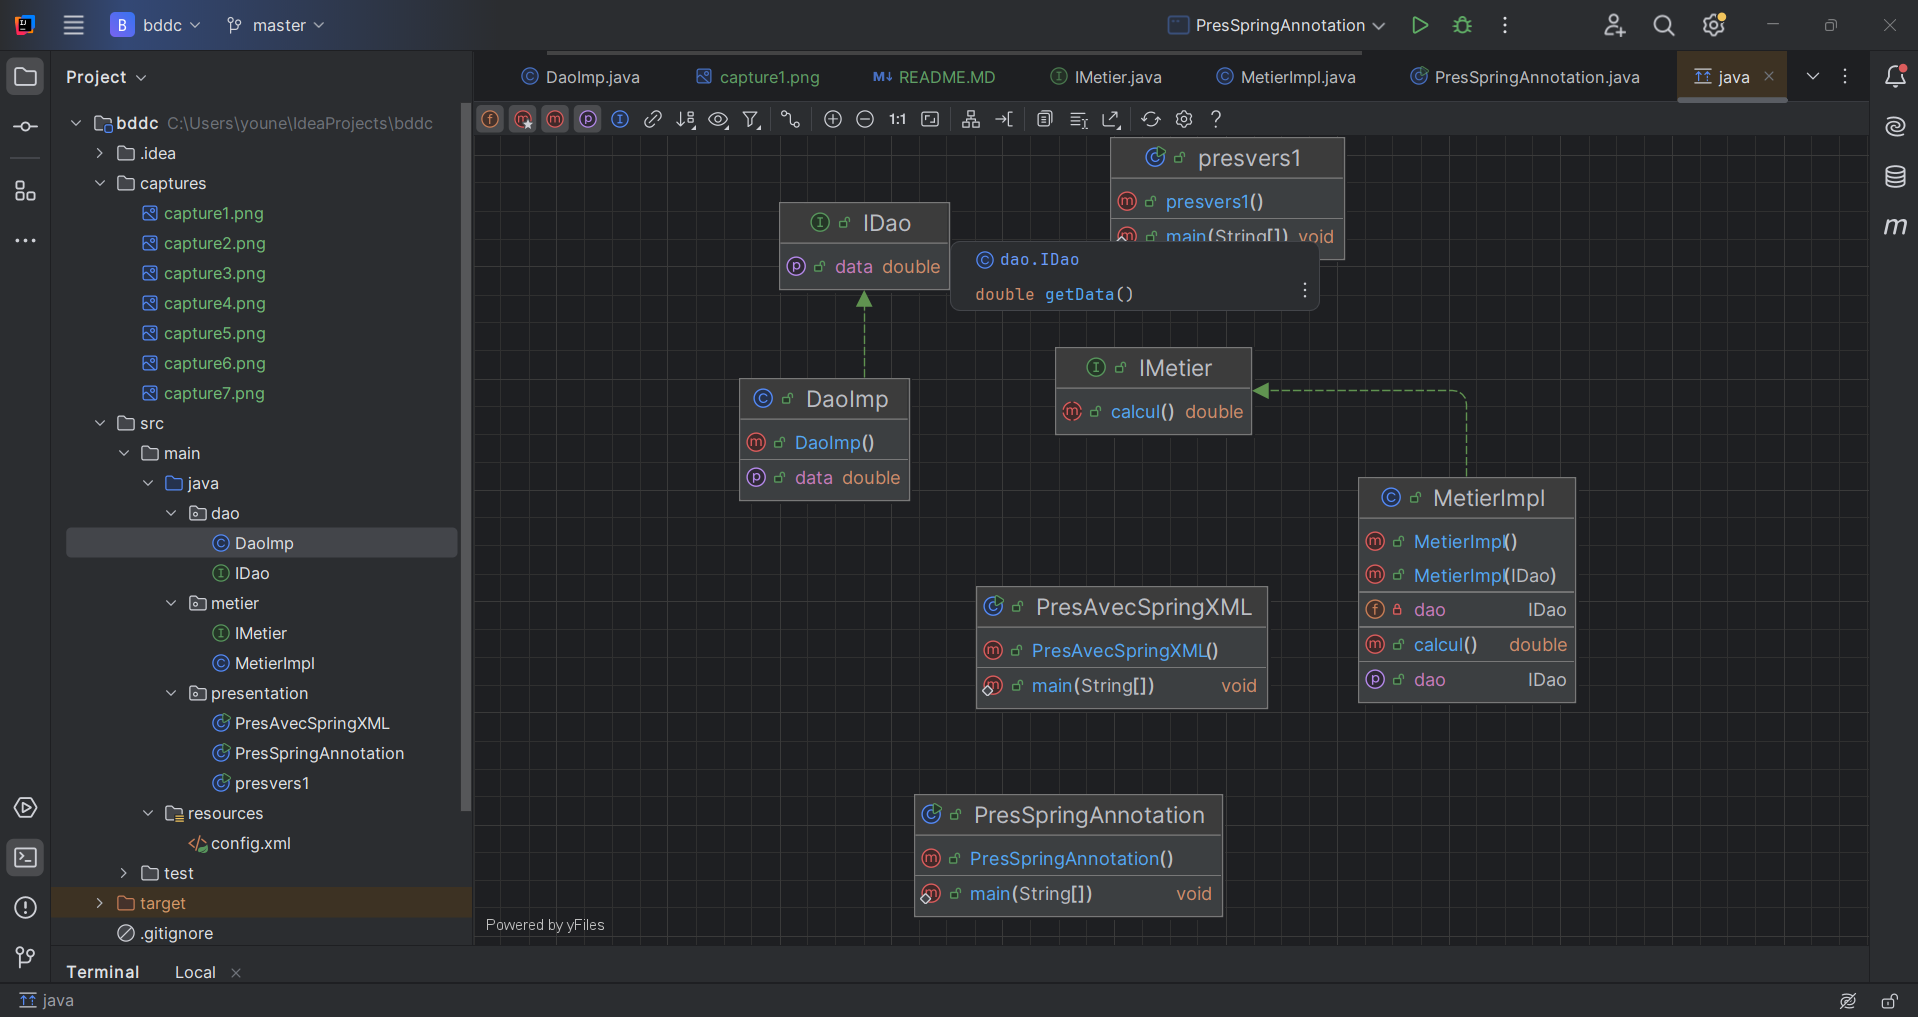 B bddc master PresSpringAnnotation
Project
DaoImp.java capture1.png M↓ README.MD IMetier.java MetierImpl.java PresSpringAnnotation.java java
1:1
bddc C:\Users\youne\IdeaProjects\bddc
.idea
captures
capture1.png
capture2.png
capture3.png
capture4.png
capture5.png
capture6.png
capture7.png
src
main
java
dao
DaoImp
IDao
metier
IMetier
MetierImpl
presentation
PresAvecSpringXML
PresSpringAnnotation
presvers1
resources
config.xml
test
target
.gitignore
presvers1
presvers1()
main(String[]) void
IDao
data double
dao.IDao
double getData()
IMetier
calcul() double
DaoImp
DaoImp()
data double
MetierImpl
MetierImpl()
MetierImpl(IDao)
dao IDao
calcul() double
dao IDao
PresAvecSpringXML
PresAvecSpringXML()
main(String[]) void
PresSpringAnnotation
PresSpringAnnotation()
main(String[]) void
Powered by yFiles
Terminal Local
java